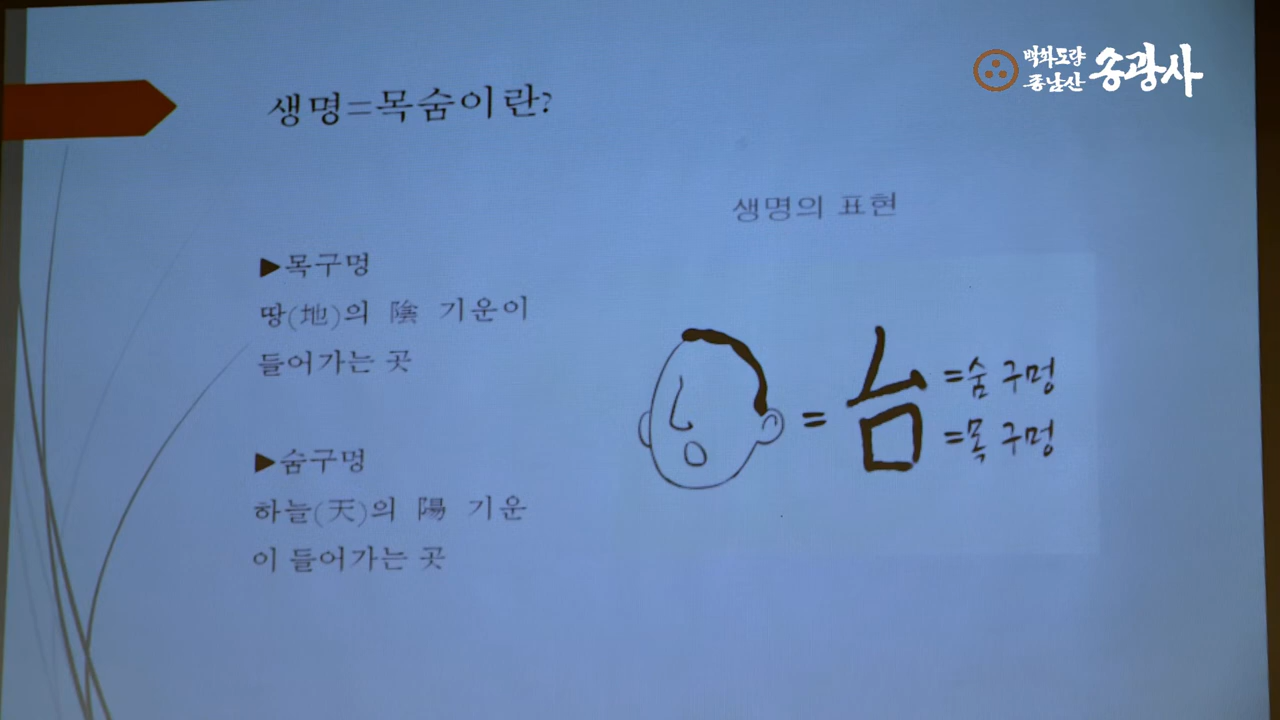 백화도량
종남산
송광사
생명=목숨이란?
▶목구멍
땅(地)의 陰 기운이
들어가는 곳
▶숨구멍
하늘(天)의 陽 기운
이 들어가는 곳
생명의 표현
=
=숨 구멍
=목 구멍